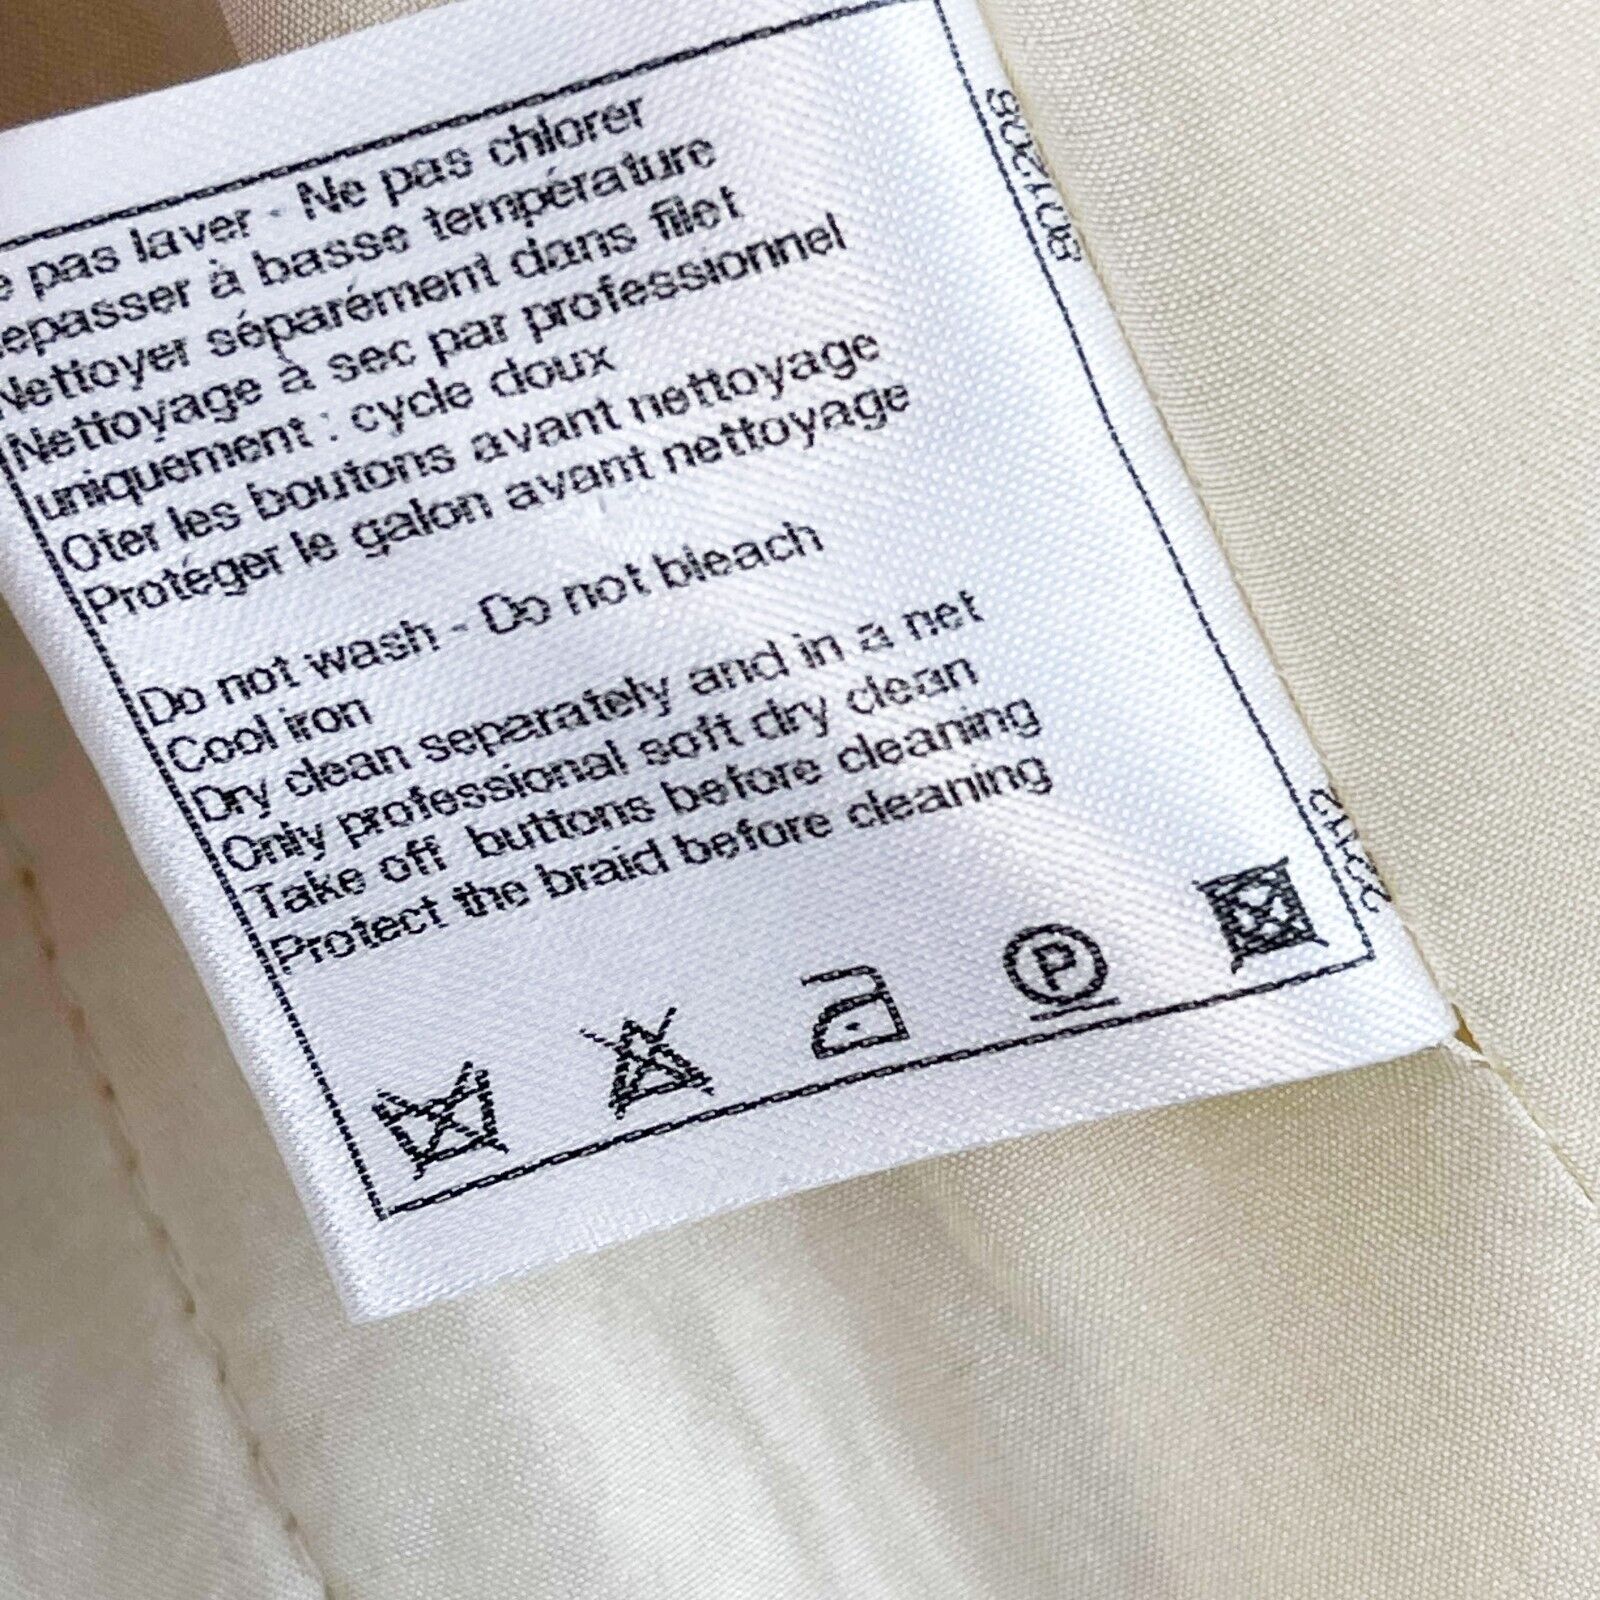 pas laver - Ne pas chlorer
epasser à basse température
Nettoyer séparément dans filet
Nettoyage à sec par professionnel
uniquement : cycle doux
Oter les boutons avant nettoyage
Protéger le galon avant nettoyage
Do not wash - Do not bleach
Cool iron
Dry clean separately and in a net
Only professional soft dry clean
Take off buttons before cleaning
Protect the braid before cleaning
P